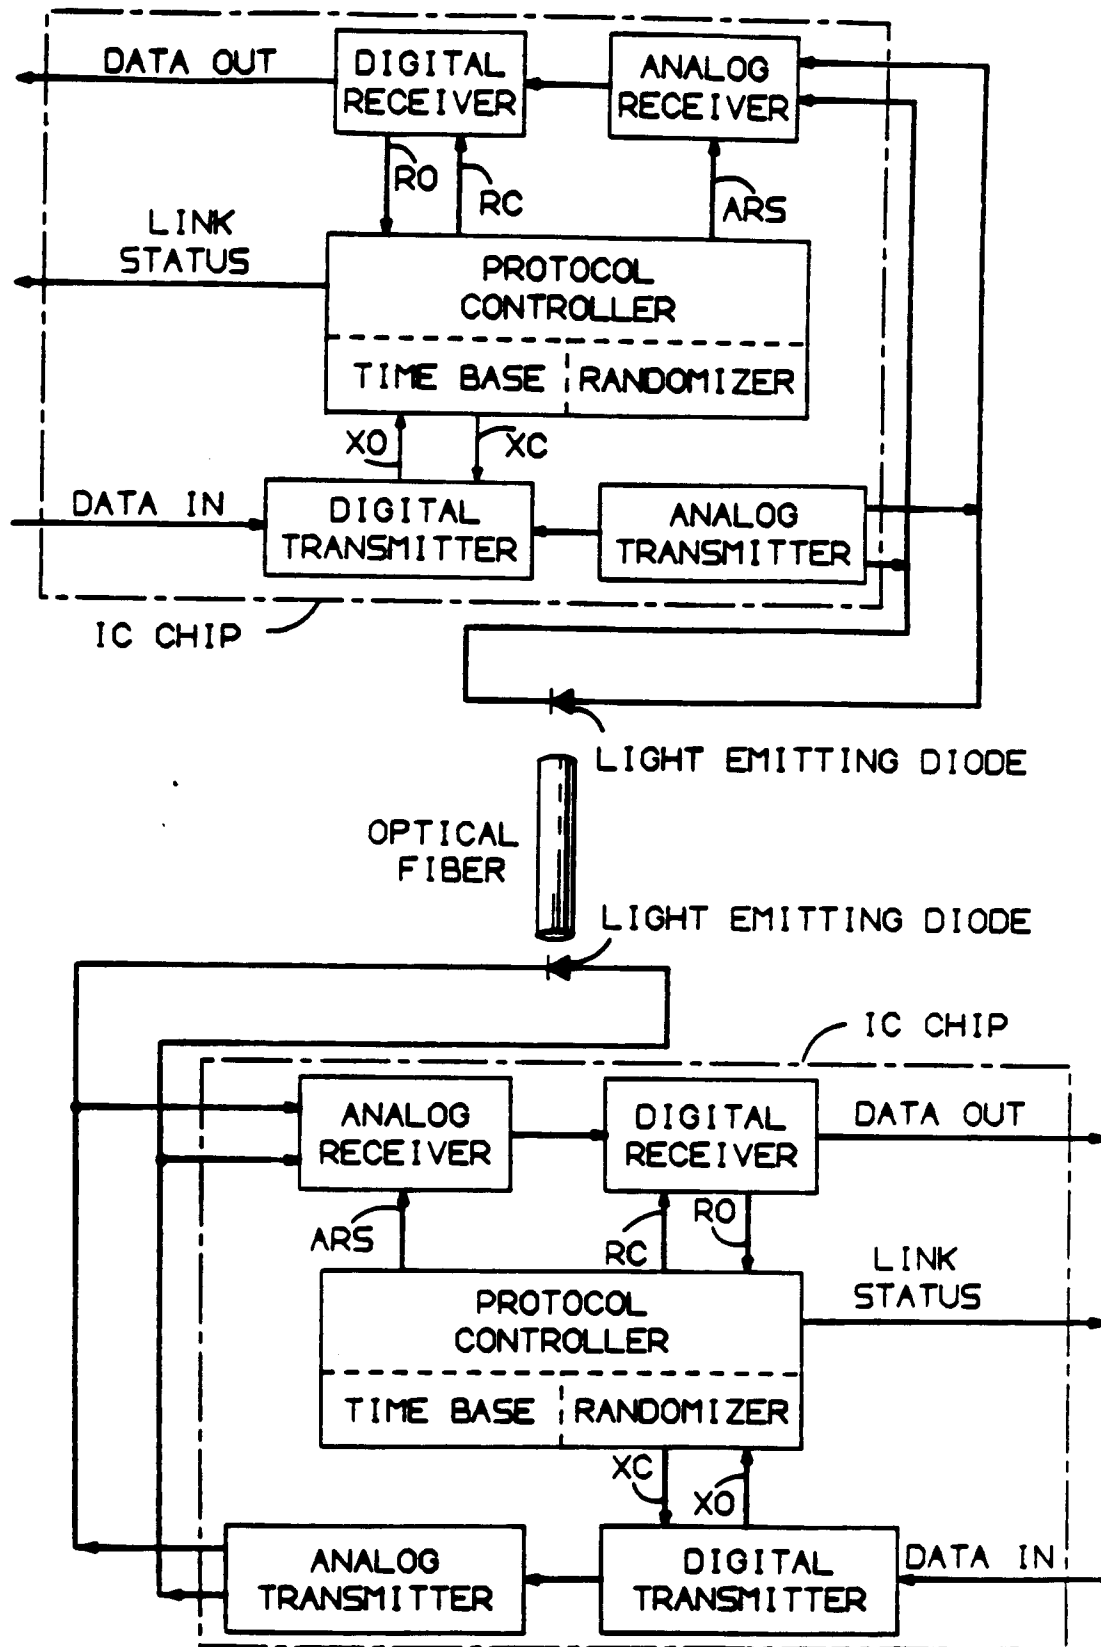 DATA OUT
DIGITAL
RECEIVER
ANALOG
RECEIVER
RO
RC
ARS
LINK
STATUS
PROTOCOL
CONTROLLER
TIME BASE
RANDOMIZER
XO
XC
DATA IN
DIGITAL
TRANSMITTER
ANALOG
TRANSMITTER
IC CHIP
LIGHT EMITTING DIODE
OPTICAL
FIBER
LIGHT EMITTING DIODE
IC CHIP
ANALOG
RECEIVER
DIGITAL
RECEIVER
DATA OUT
ARS
RC
RO
LINK
STATUS
PROTOCOL
CONTROLLER
TIME BASE
RANDOMIZER
XC
XO
ANALOG
TRANSMITTER
DIGITAL
TRANSMITTER
DATA IN